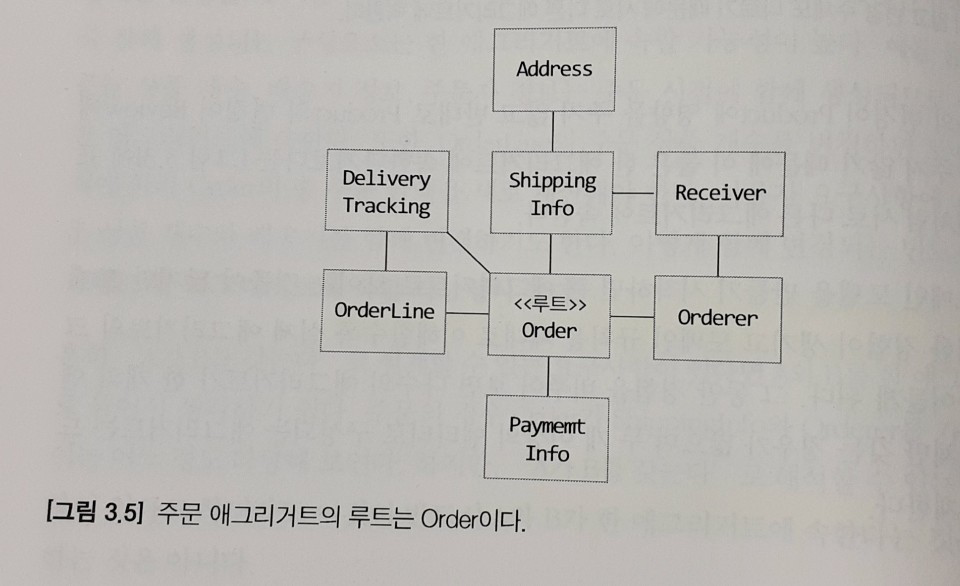 Address
Delivery
Tracking
Shipping
Info
Receiver
OrderLine
<<루트>>
Order
Orderer
Paymemt
Info
[그림 3.5] 주문 애그리거트의 루트는 Order이다.